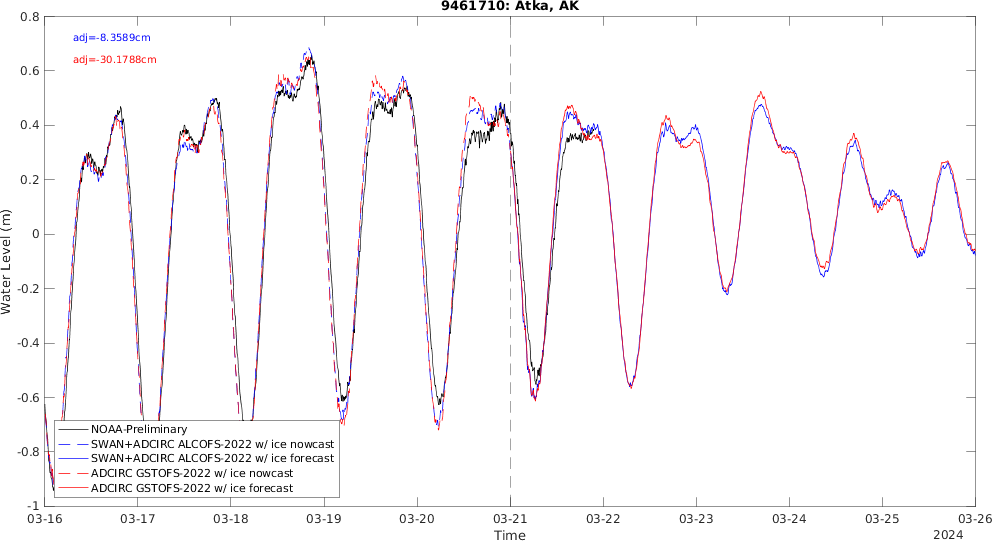 9461710: Atka, AK
adj=-8.3589cm
adj=-30.1788cm
0.8
0.6
0.4
0.2
0
-0.2
-0.4
-0.6
-0.8
-1
Water Level (m)
NOAA-Preliminary
SWAN+ADCIRC ALCOFS-2022 w/ ice nowcast
SWAN+ADCIRC ALCOFS-2022 w/ ice forecast
ADCIRC GSTOFS-2022 w/ ice nowcast
ADCIRC GSTOFS-2022 w/ ice forecast
03-16 03-17 03-18 03-19 03-20 03-21 03-22 03-23 03-24 03-25 03-26
Time
2024